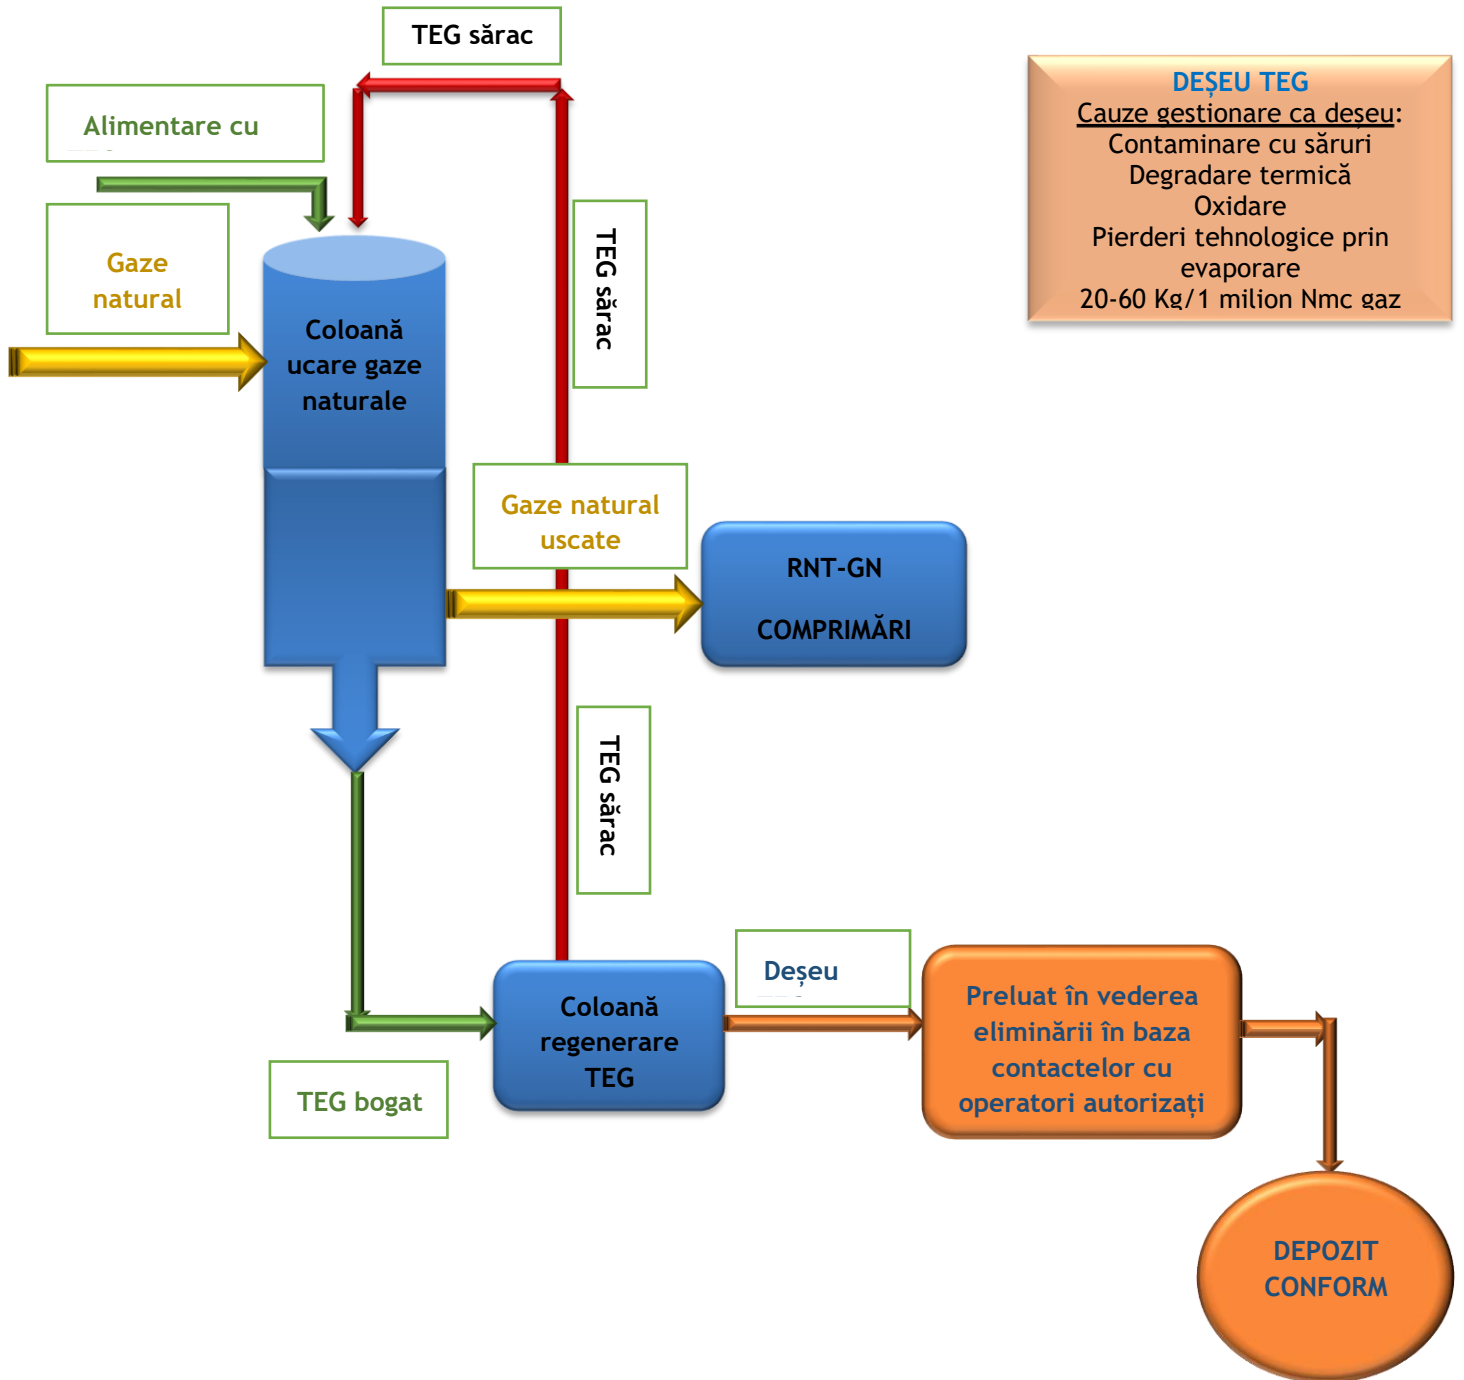 TEG sărac
DEȘEU TEG
Cauze gestionare ca deșeu:
Contaminare cu săruri
Degradare termică
Oxidare
Pierderi tehnologice prin
evaporare
20-60 Kg/1 milion Nmc gaz
Alimentare cu
Gaze
natural
TEG sărac
Coloană
ucare gaze
naturale
Gaze natural
uscate
RNT-GN
COMPRIMĂRI
TEG sărac
Deșeu
Coloană
regenerare
TEG
Preluat în vederea
eliminării în baza
contactelor cu
operatori autorizați
TEG bogat
DEPOZIT
CONFORM